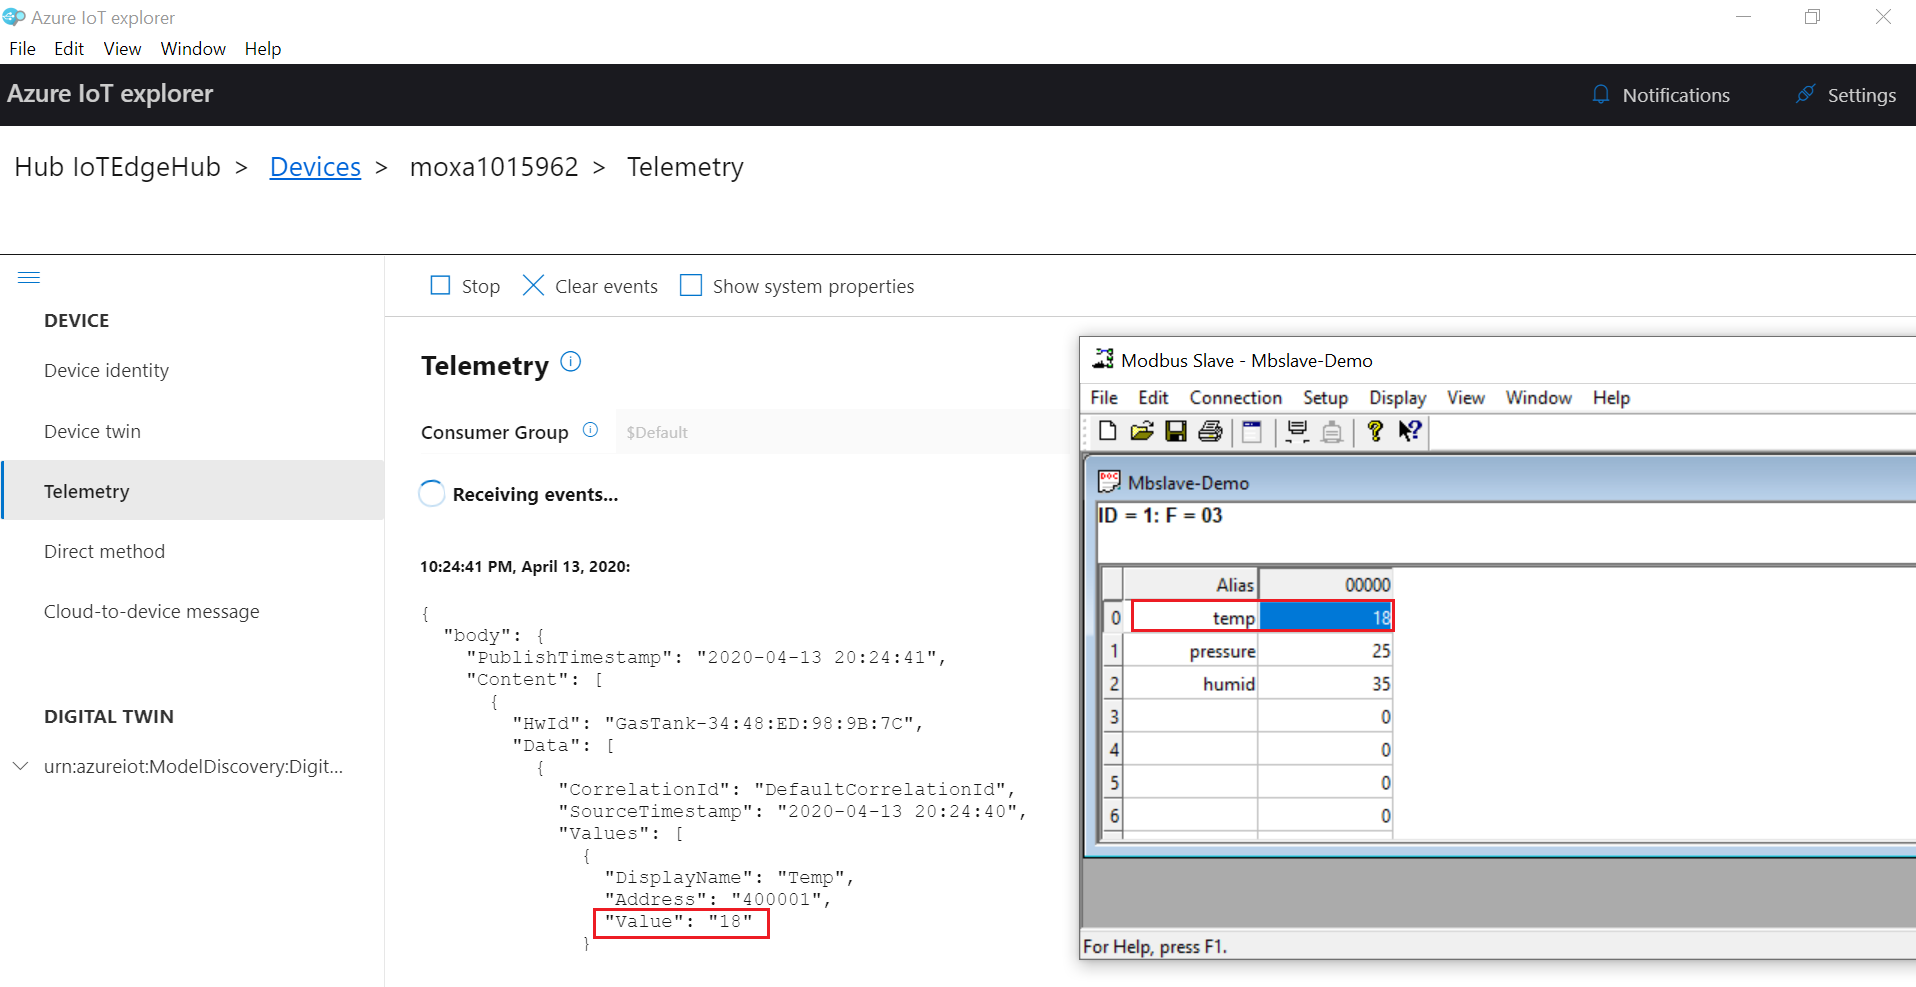 Azure IoT explorer
File Edit View Window Help
Azure IoT explorer
Notifications
Settings
Hub IoTEdgeHub > Devices > moxa1015962 > Telemetry
DEVICE
Device identity
Device twin
Telemetry
Direct method
Cloud-to-device message
DIGITAL TWIN
urn:azureiot:ModelDiscovery:Digit...
Stop Clear events Show system properties
Telemetry
Consumer Group $Default
Receiving events...
10:24:41 PM, April 13, 2020:
{
"body": {
"PublishTimestamp": "2020-04-13 20:24:41",
"Content": [
{
"HwId": "GasTank-34:48:ED:98:9B:7C",
"Data": [
{
"CorrelationId": "DefaultCorrelationId",
"SourceTimestamp": "2020-04-13 20:24:40",
"Values": [
{
"DisplayName": "Temp",
"Address": "400001",
"Value": "18"
}
Modbus Slave - Mbslave-Demo
File Edit Connection Setup Display View Window Help
Mbslave-Demo
ID = 1: F = 03
Alias 00000
0 temp 18
1 pressure 25
2 humid 35
3 0
4 0
5 0
6 0
For Help, press F1.